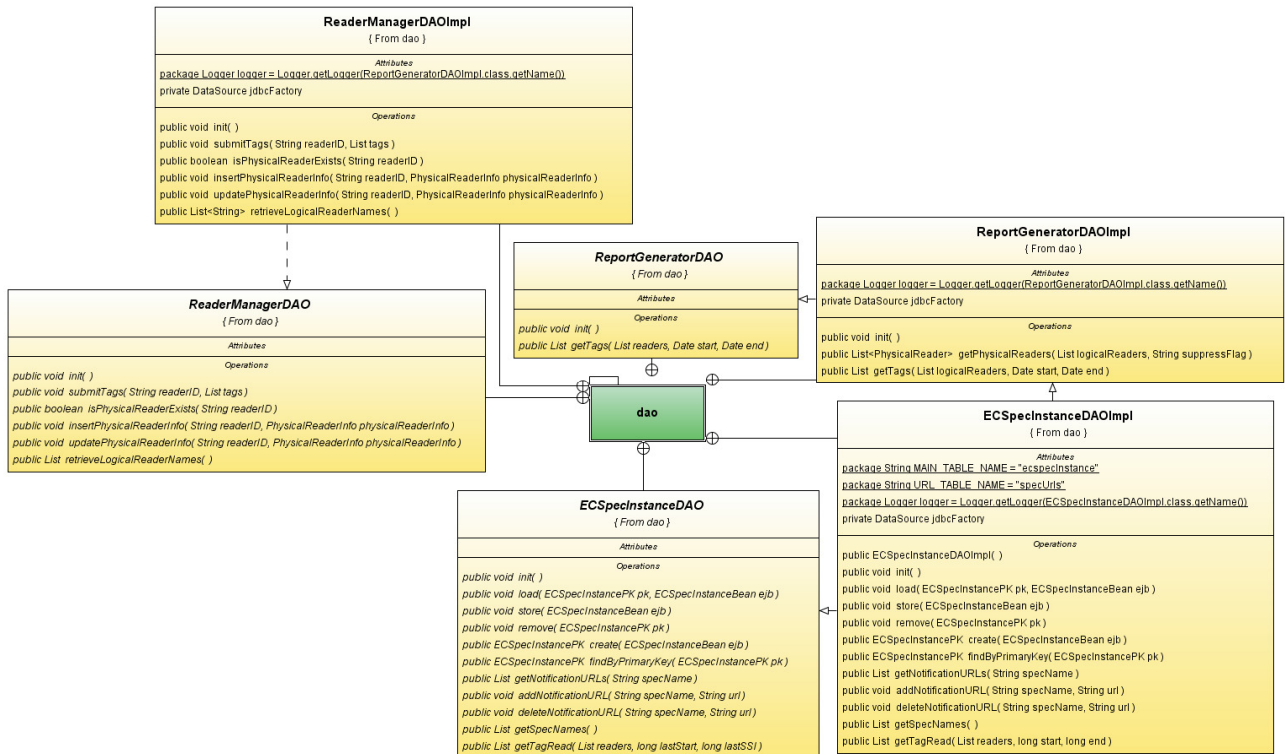 ReaderManagerDAOImpl
{ From dao }
Attributes
package Logger logger = Logger.getLogger(ReportGeneratorDAOImpl.class.getName())
private DataSource jdbcFactory
Operations
public void init( )
public void submitTags( String readerID, List tags )
public boolean isPhysicalReaderExists( String readerID )
public void insertPhysicalReaderInfo( String readerID, PhysicalReaderInfo physicalReaderInfo )
public void updatePhysicalReaderInfo( String readerID, PhysicalReaderInfo physicalReaderInfo )
public List<String> retrieveLogicalReaderNames( )
ReaderManagerDAO
{ From dao }
Attributes
Operations
public void init( )
public void submitTags( String readerID, List tags )
public boolean isPhysicalReaderExists( String readerID )
public void insertPhysicalReaderInfo( String readerID, PhysicalReaderInfo physicalReaderInfo )
public void updatePhysicalReaderInfo( String readerID, PhysicalReaderInfo physicalReaderInfo )
public List retrieveLogicalReaderNames( )
ReportGeneratorDAO
{ From dao }
Attributes
Operations
public void init( )
public List getTags( List readers, Date start, Date end )
ReportGeneratorDAOImpl
{ From dao }
Attributes
package Logger logger = Logger.getLogger(ReportGeneratorDAOImpl.class.getName())
private DataSource jdbcFactory
Operations
public void init( )
public List<PhysicalReader> getPhysicalReaders( List logicalReaders, String suppressFlag )
public List getTags( List logicalReaders, Date start, Date end )
dao
ECSpecInstanceDAO
{ From dao }
Attributes
Operations
public void init( )
public void load( ECSpecInstancePK pk, ECSpecInstanceBean ejb )
public void store( ECSpecInstanceBean ejb )
public void remove( ECSpecInstancePK pk )
public ECSpecInstancePK create( ECSpecInstanceBean ejb )
public ECSpecInstancePK findByPrimaryKey( ECSpecInstancePK pk )
public List getNotificationURLs( String specName )
public void addNotificationURL( String specName, String url )
public void deleteNotificationURL( String specName, String url )
public List getSpecNames( )
public List getTagRead( List readers, long lastStart, long lastSSI )
ECSpecInstanceDAOImpl
{ From dao }
Attributes
package String MAIN_TABLE_NAME = "ecspecInstance"
package String URL_TABLE_NAME = "specUrls"
package Logger logger = Logger.getLogger(ECSpecInstanceDAOImpl.class.getName())
private DataSource jdbcFactory
Operations
public ECSpecInstanceDAOImpl( )
public void init( )
public void load( ECSpecInstancePK pk, ECSpecInstanceBean ejb )
public void store( ECSpecInstanceBean ejb )
public void remove( ECSpecInstancePK pk )
public ECSpecInstancePK create( ECSpecInstanceBean ejb )
public ECSpecInstancePK findByPrimaryKey( ECSpecInstancePK pk )
public List getNotificationURLs( String specName )
public void addNotificationURL( String specName, String url )
public void deleteNotificationURL( String specName, String url )
public List getSpecNames( )
public List getTagRead( List readers, long start, long end )